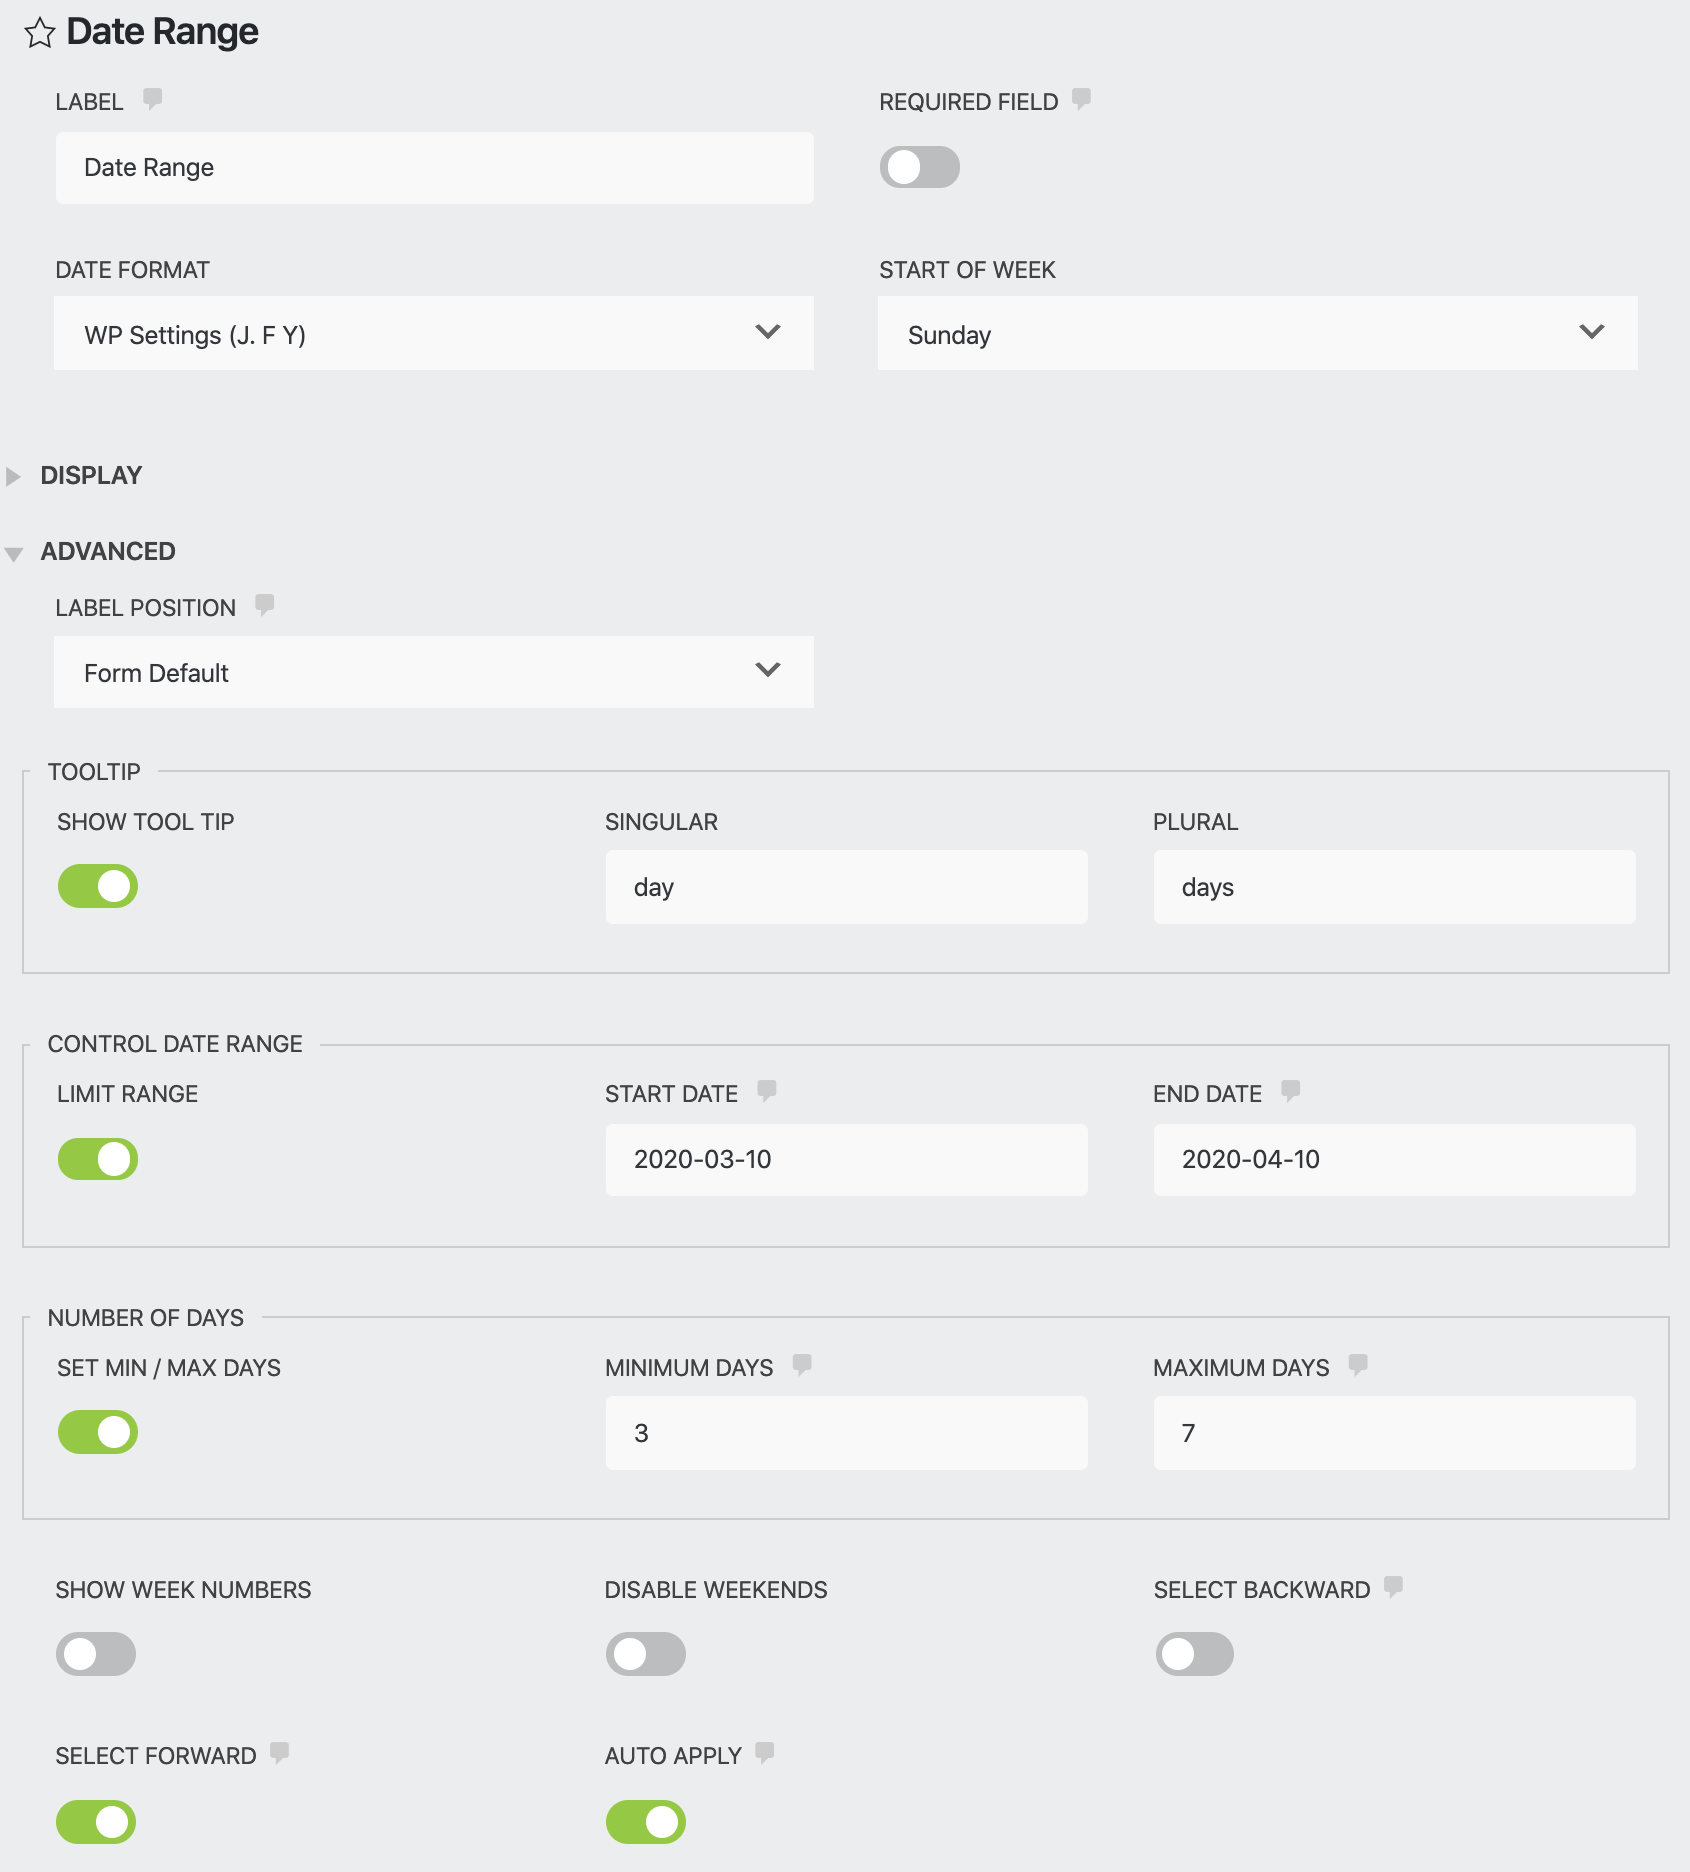 Date Range
LABEL
REQUIRED FIELD
Date Range
DATE FORMAT
START OF WEEK
WP Settings (J. F Y)
Sunday
DISPLAY
ADVANCED
LABEL POSITION
Form Default
TOOLTIP
SHOW TOOL TIP
SINGULAR
PLURAL
day
days
CONTROL DATE RANGE
LIMIT RANGE
START DATE
END DATE
2020-03-10
2020-04-10
NUMBER OF DAYS
SET MIN / MAX DAYS
MINIMUM DAYS
MAXIMUM DAYS
3
7
SHOW WEEK NUMBERS
DISABLE WEEKENDS
SELECT BACKWARD
SELECT FORWARD
AUTO APPLY